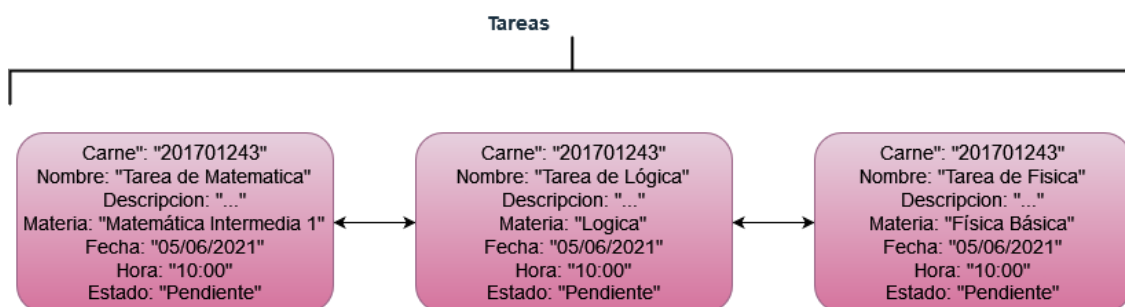 Tareas
Carne": "201701243"
Nombre: "Tarea de Matematica"
Descripcion: "..."
Materia: "Matemática Intermedia 1"
Fecha: "05/06/2021"
Hora: "10:00"
Estado: "Pendiente"
Carne": "201701243"
Nombre: "Tarea de Lógica"
Descripcion: "..."
Materia: "Logica"
Fecha: "05/06/2021"
Hora: "10:00"
Estado: "Pendiente"
Carne": "201701243"
Nombre: "Tarea de Fisica"
Descripcion: "..."
Materia: "Física Básica"
Fecha: "05/06/2021"
Hora: "10:00"
Estado: "Pendiente"